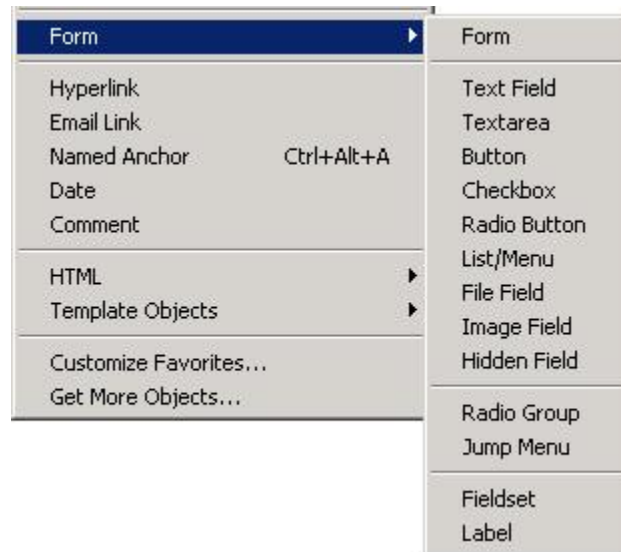 Form
Hyperlink
Email Link
Named Anchor Ctrl+Alt+A
Date
Comment
HTML
Template Objects
Customize Favorites...
Get More Objects...
Form
Text Field
Textarea
Button
Checkbox
Radio Button
List/Menu
File Field
Image Field
Hidden Field
Radio Group
Jump Menu
Fieldset
Label